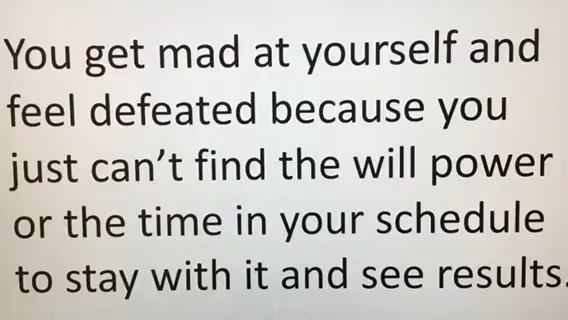 You get mad at yourself and
feel defeated because you
just can’t find the will power
or the time in your schedule
to stay with it and see results.